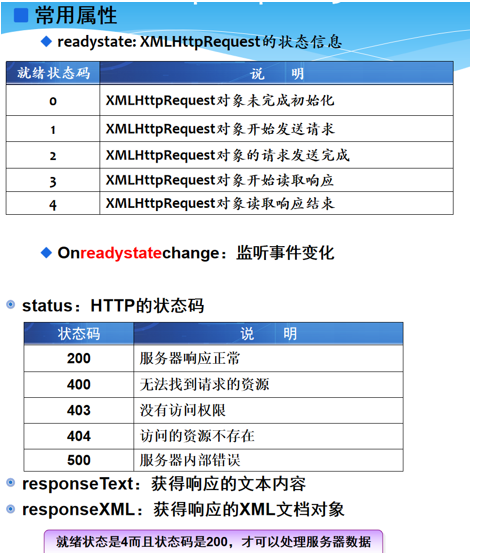 常用属性
readystate: XMLHttpRequest的状态信息
就绪状态码 说 明
0 XMLHttpRequest对象未完成初始化
1 XMLHttpRequest对象开始发送请求
2 XMLHttpRequest对象的请求发送完成
3 XMLHttpRequest对象开始读取响应
4 XMLHttpRequest对象读取响应结束
Onreadystatechange：监听事件变化
status：HTTP的状态码
状态码 说 明
200 服务器响应正常
400 无法找到请求的资源
403 没有访问权限
404 访问的资源不存在
500 服务器内部错误
responseText：获得响应的文本内容
responseXML：获得响应的XML文档对象
就绪状态是4而且状态码是200，才可以处理服务器数据